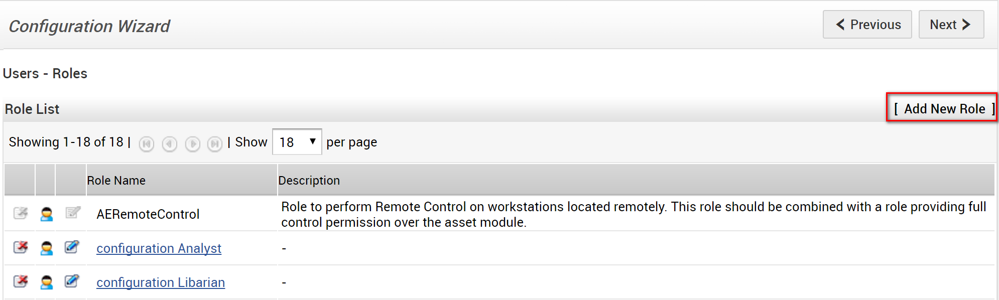 Configuration Wizard
Previous
Next
Users - Roles
Role List
[ Add New Role ]
Showing 1-18 of 18 | | Show 18 per page
Role Name Description
AERemoteControl
Role to perform Remote Control on workstations located remotely. This role should be combined with a role providing full
control permission over the asset module.
configuration Analyst -
configuration Libarian -